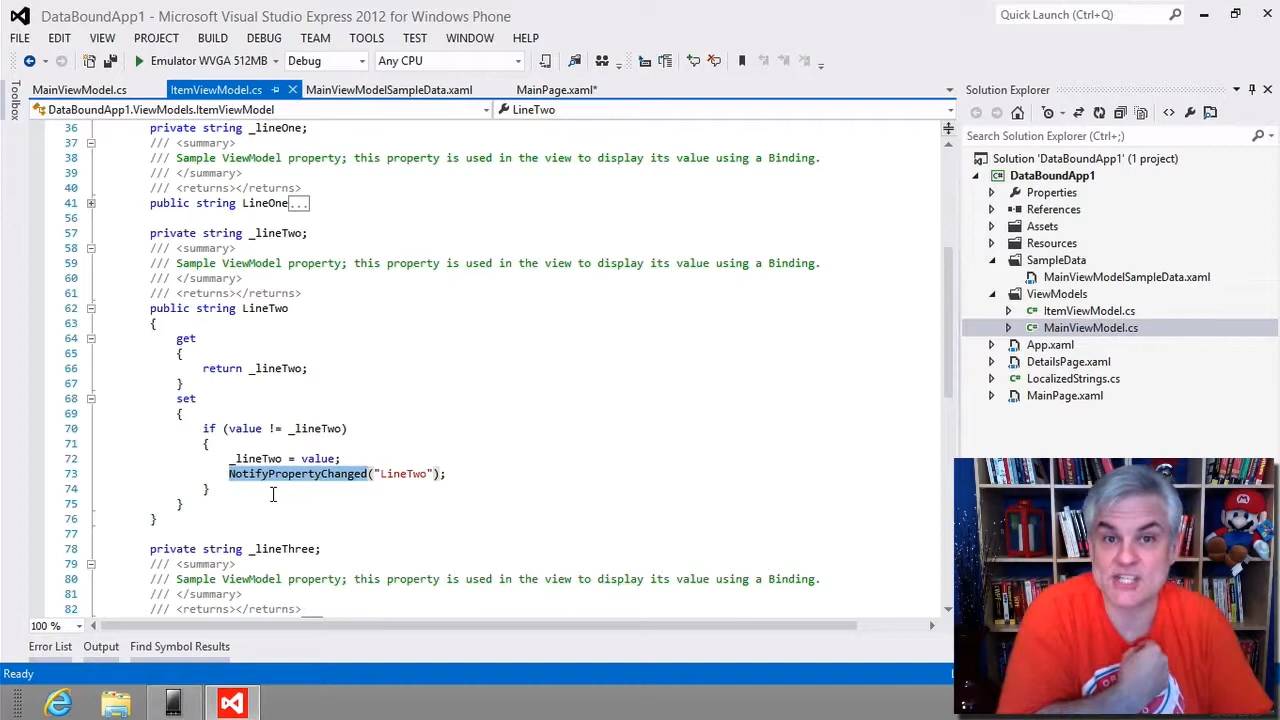 DataBoundApp1 - Microsoft Visual Studio Express 2012 for Windows Phone
Quick Launch (Ctrl+Q)
FILE EDIT VIEW PROJECT BUILD DEBUG TEAM TOOLS TEST WINDOW HELP
Emulator WVGA 512MB Debug Any CPU
Toolbox
MainViewModel.cs ItemViewModel.cs MainViewModelSampleData.xaml MainPage.xaml*
DataBoundApp1.ViewModels.ItemViewModel LineTwo
36 private string _lineOne;
37 /// <summary>
38 /// Sample ViewModel property; this property is used in the view to display its value using a Binding.
39 /// </summary>
40 /// <returns></returns>
41 public string LineOne...
56
57 private string _lineTwo;
58 /// <summary>
59 /// Sample ViewModel property; this property is used in the view to display its value using a Binding.
60 /// </summary>
61 /// <returns></returns>
62 public string LineTwo
63 {
64 get
65 {
66 return _lineTwo;
67 }
68 set
69 {
70 if (value != _lineTwo)
71 {
72 _lineTwo = value;
73 NotifyPropertyChanged("LineTwo");
74 }
75 }
76 }
77
78 private string _lineThree;
79 /// <summary>
80 /// Sample ViewModel property; this property is used in the view to display its value using a Binding.
81 /// </summary>
82 /// <returns></returns>
100 %
Error List Output Find Symbol Results
Ready
Solution Explorer
Search Solution Explorer (Ctrl+;)
Solution 'DataBoundApp1' (1 project)
DataBoundApp1
Properties
References
Assets
Resources
SampleData
MainViewModelSampleData.xaml
ViewModels
ItemViewModel.cs
MainViewModel.cs
App.xaml
DetailsPage.xaml
LocalizedStrings.cs
MainPage.xaml